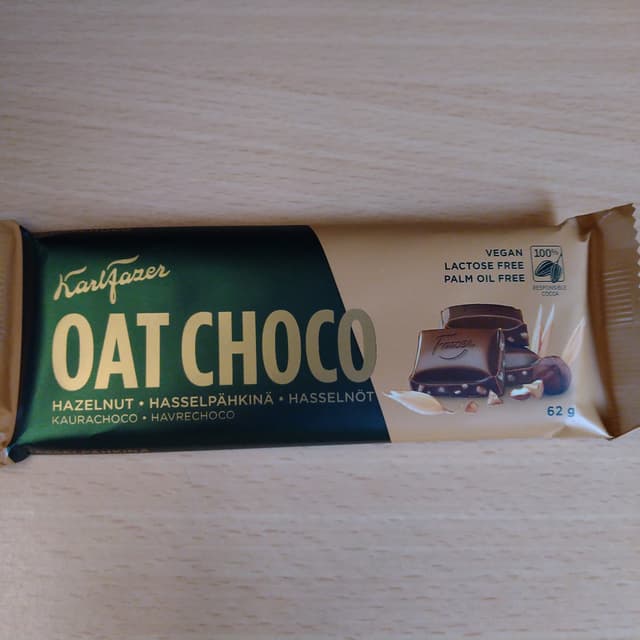 Karl Fazer
OAT CHOCO
HAZELNUT • HASSELPÄHKINÄ • HASSELNÖT
KAURACHOCO • HAVRECHOCO
VEGAN
LACTOSE FREE
PALM OIL FREE
100%
RESPONSIBLE
COCOA
Fazer
62 g